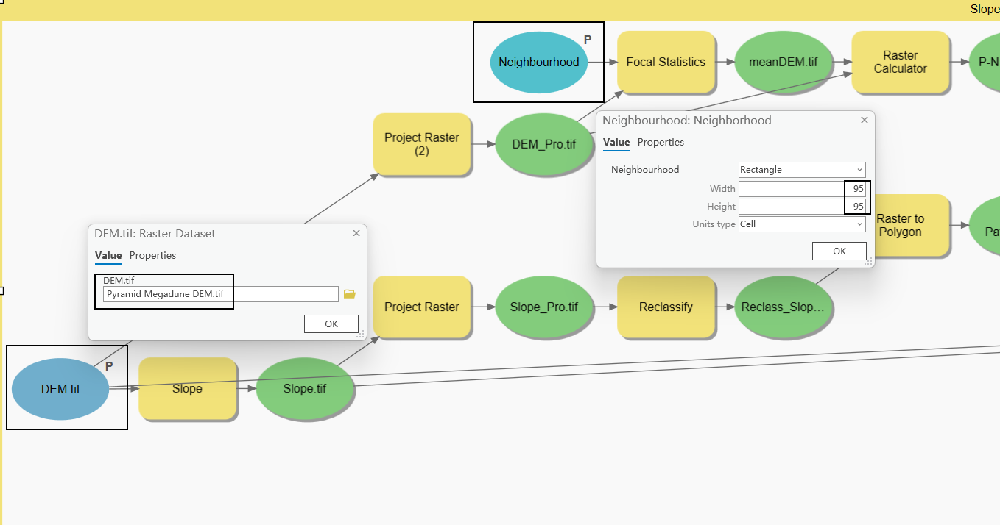 Slope
P
Neighbourhood
Focal Statistics
meanDEM.tif
Raster
Calculator
P-N
Project Raster
(2)
DEM_Pro.tif
Neighbourhood: Neighborhood
Value Properties
Neighbourhood Rectangle
Width 95
Height 95
Units type Cell
OK
Raster to
Polygon
Pa
DEM.tif: Raster Dataset
Value Properties
DEM.tif
Pyramid Megadune DEM.tif
OK
Project Raster
Slope_Pro.tif
Reclassify
Reclass_Slop...
P
DEM.tif
Slope
Slope.tif